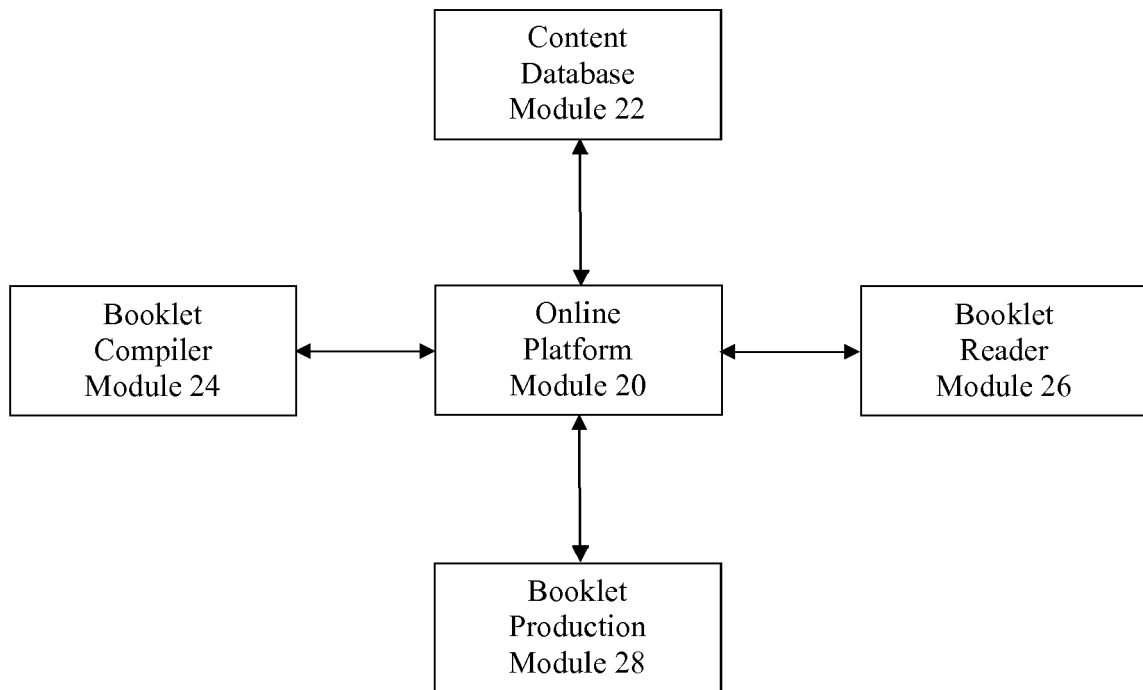 Content
Database
Module 22
Booklet
Compiler
Module 24
Online
Platform
Module 20
Booklet
Reader
Module 26
Booklet
Production
Module 28